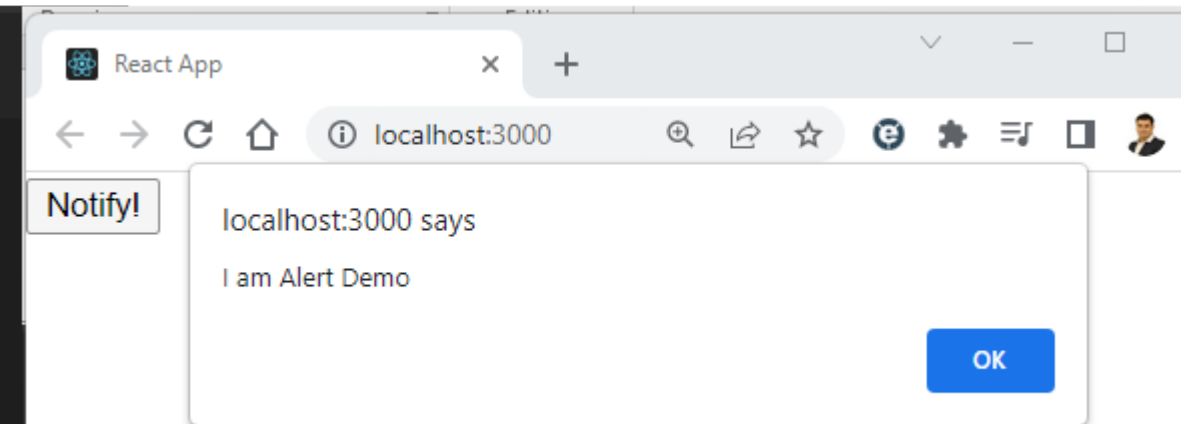 React App
localhost:3000
Notify!
localhost:3000 says
I am Alert Demo
OK